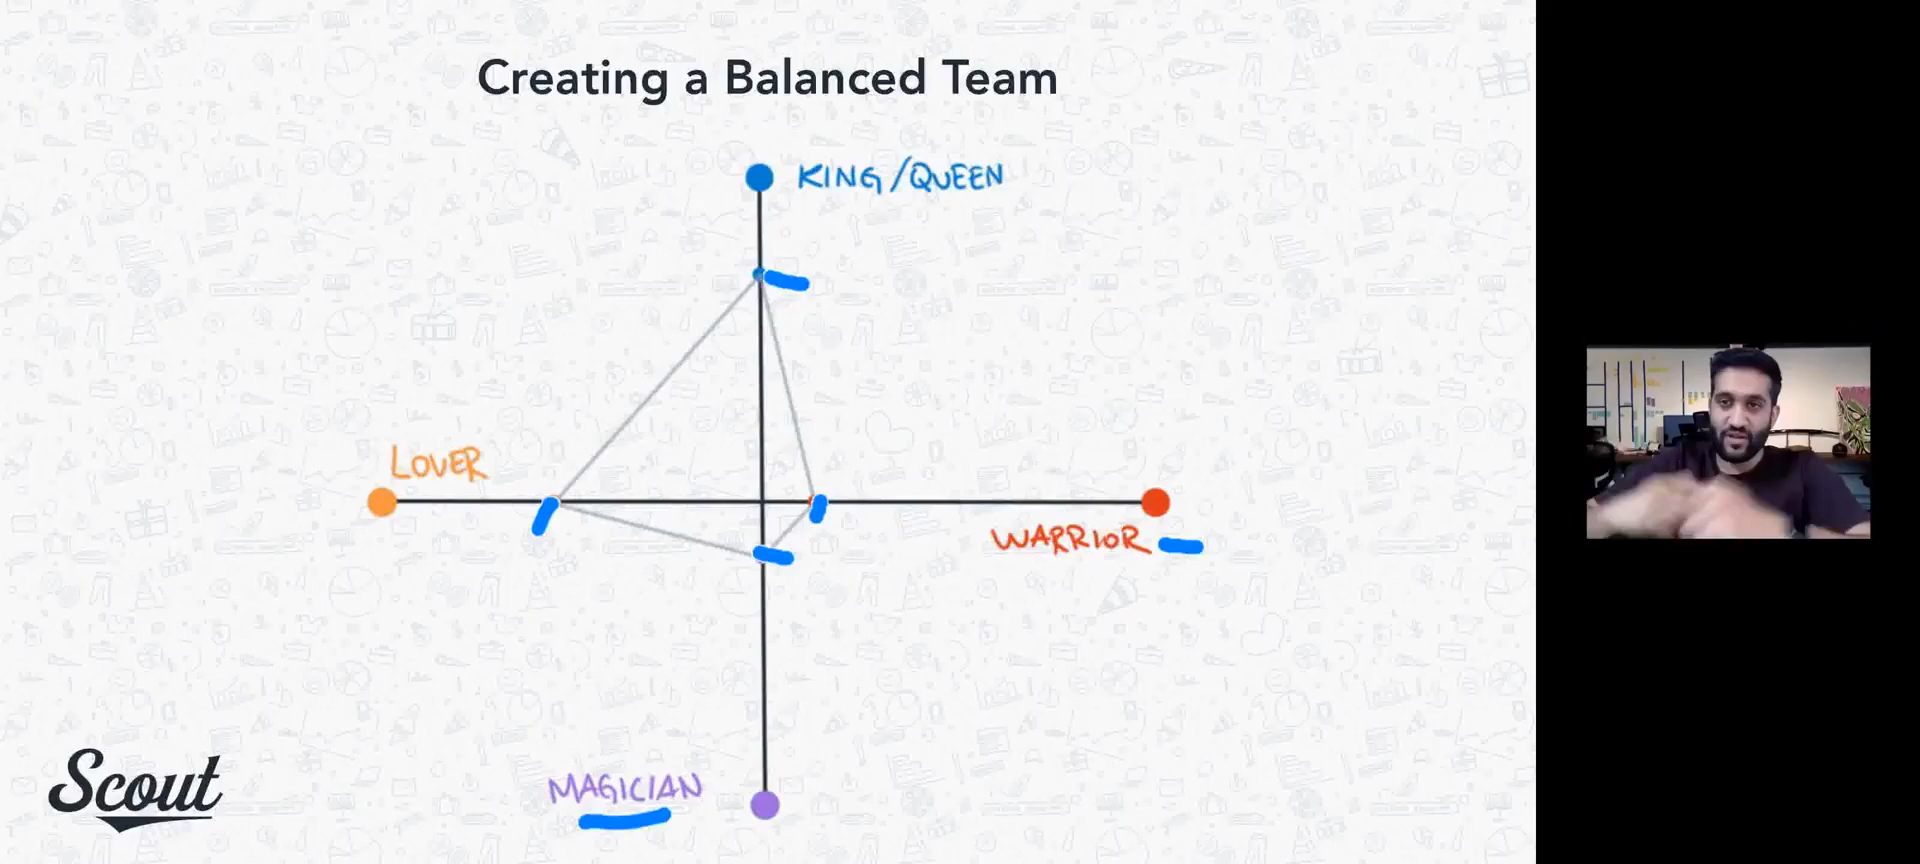 Creating a Balanced Team
KING/QUEEN
LOVER
WARRIOR
MAGICIAN
Scout